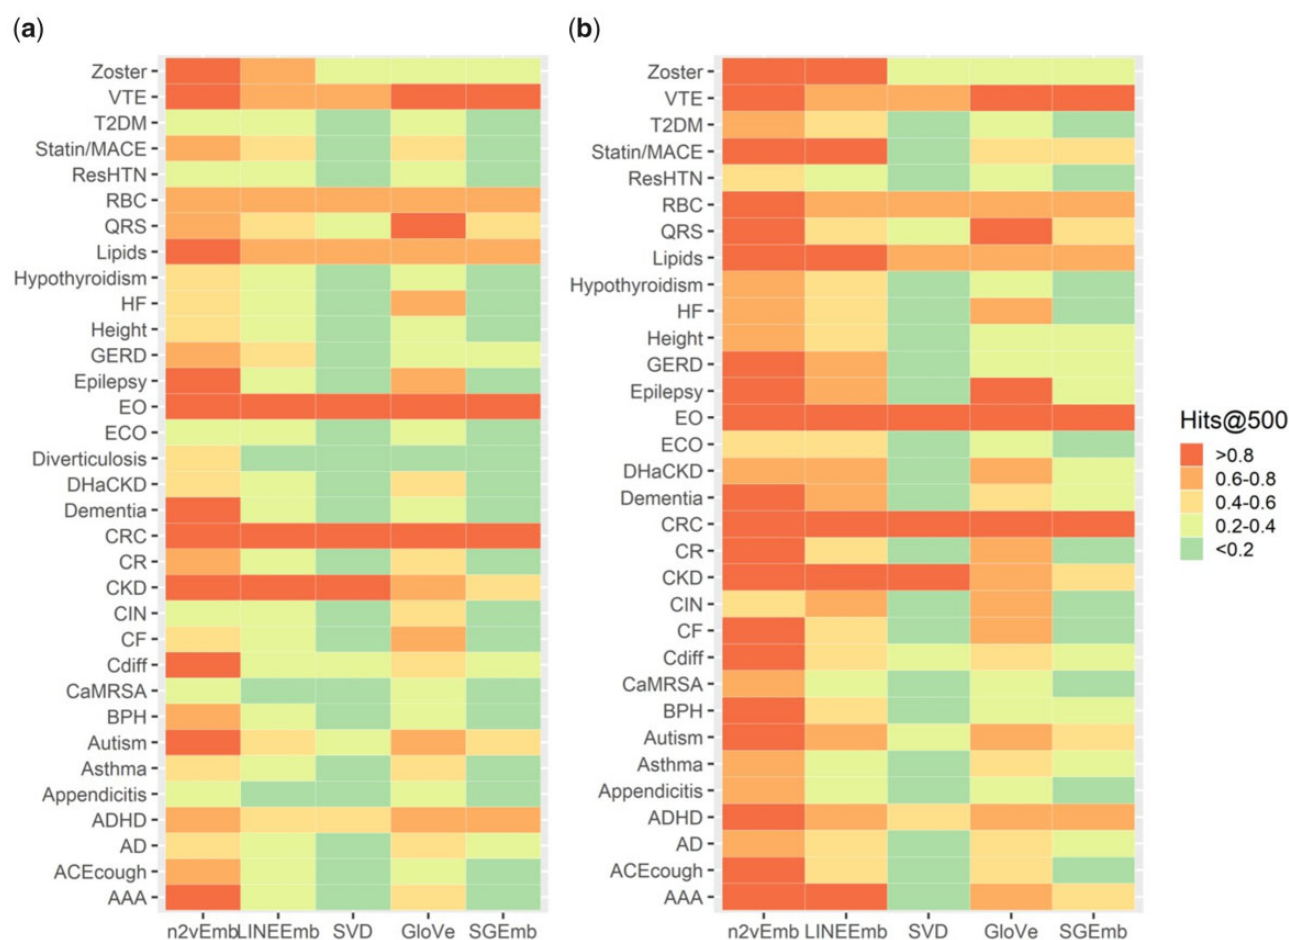 (a)
Zoster
VTE
T2DM
Statin/MACE
ResHTN
RBC
QRS
Lipids
Hypothyroidism
HF
Height
GERD
Epilepsy
EO
ECO
Diverticulosis
DHaCKD
Dementia
CRC
CR
CKD
CIN
CF
Cdiff
CaMRSA
BPH
Autism
Asthma
Appendicitis
ADHD
AD
ACEcough
AAA
n2vEmb LINEEmb SVD GloVe SGEmb
(b)
Zoster
VTE
T2DM
Statin/MACE
ResHTN
RBC
QRS
Lipids
Hypothyroidism
HF
Height
GERD
Epilepsy
EO
ECO
DHaCKD
Dementia
CRC
CR
CKD
CIN
CF
Cdiff
CaMRSA
BPH
Autism
Asthma
Appendicitis
ADHD
AD
ACEcough
AAA
n2vEmb LINEEmb SVD GloVe SGEmb
Hits@500
>0.8
0.6-0.8
0.4-0.6
0.2-0.4
<0.2